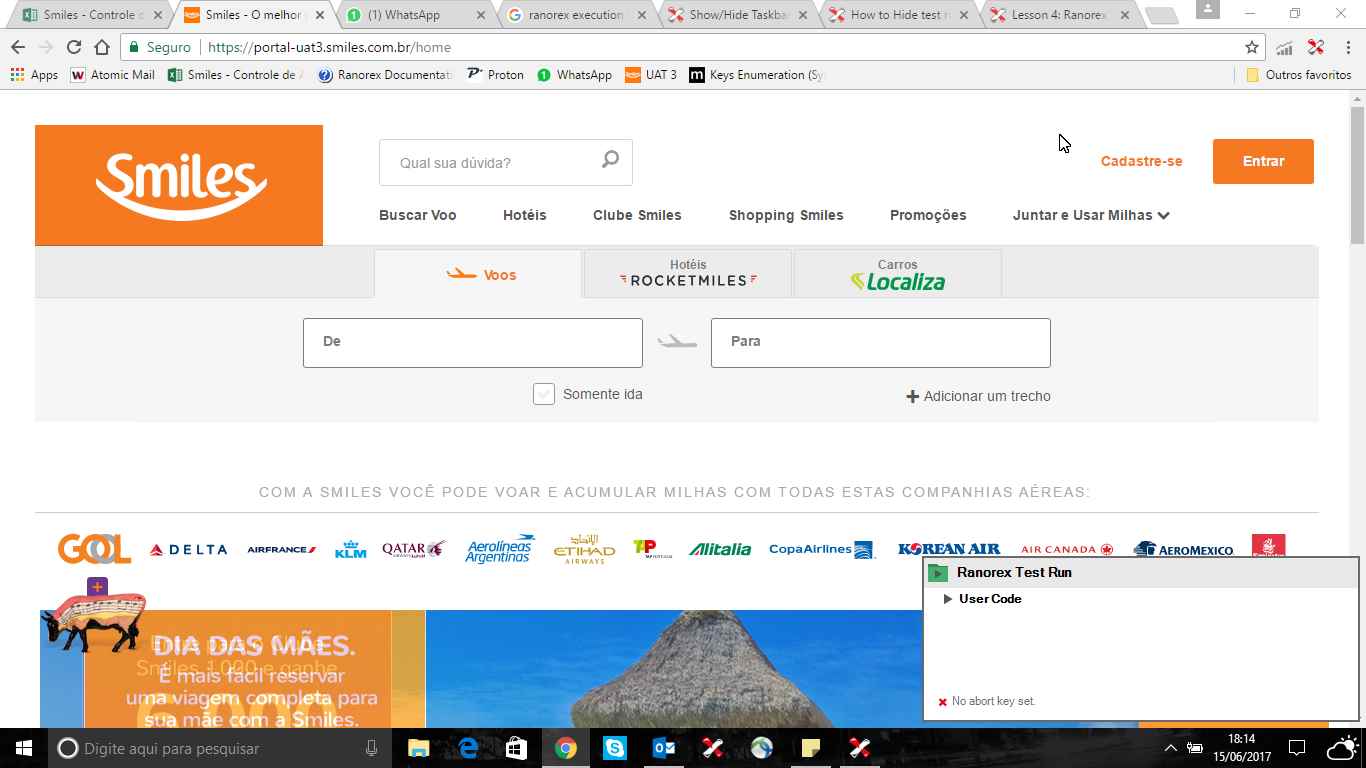 Smiles - Controle d
Smiles - O melhor
(1) WhatsApp
ranorex execution
Show/Hide Taskba
How to Hide test r
Lesson 4: Ranorex
Seguro
https://portal-uat3.smiles.com.br/home
Apps
Atomic Mail
Smiles - Controle de A
Ranorex Documentati
Proton
WhatsApp
UAT 3
Keys Enumeration (Sy
Outros favoritos
Smiles
Qual sua dúvida?
Cadastre-se
Entrar
Buscar Voo
Hotéis
Clube Smiles
Shopping Smiles
Promoções
Juntar e Usar Milhas
Voos
Hotéis
ROCKETMILES
Carros
Localiza
De
Para
Somente ida
Adicionar um trecho
COM A SMILES VOCÊ PODE VOAR E ACUMULAR MILHAS COM TODAS ESTAS COMPANHIAS AÉREAS:
GOL
DELTA
AIRFRANCE
KLM
QATAR
Aerolíneas
Argentinas
ETIHAD
AIRWAYS
TAP
Alitalia
CopaAirlines
KOREAN AIR
AIR CANADA
AEROMEXICO
Ranorex Test Run
User Code
No abort key set.
DIA DAS MÃES.
Smiles 1.000 e ganhe
É mais fácil reservar
uma viagem completa para
sua mãe com a Smiles.
Digite aqui para pesquisar
18:14
15/06/2017